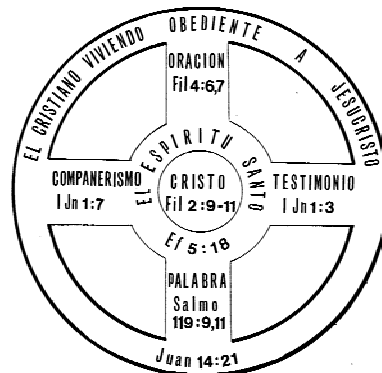 EL CRISTIANO VIVIENDO OBEDIENTE A JESUCRISTO
ORACION
Fil 4:6,7
EL ESPIRITU SANTO
COMPANERISMO
I Jn 1:7
CRISTO
Fil 2:9-11
TESTIMONIO
I Jn 1:3
Ef 5:18
PALABRA
Salmo
119:9,11
Juan 14:21